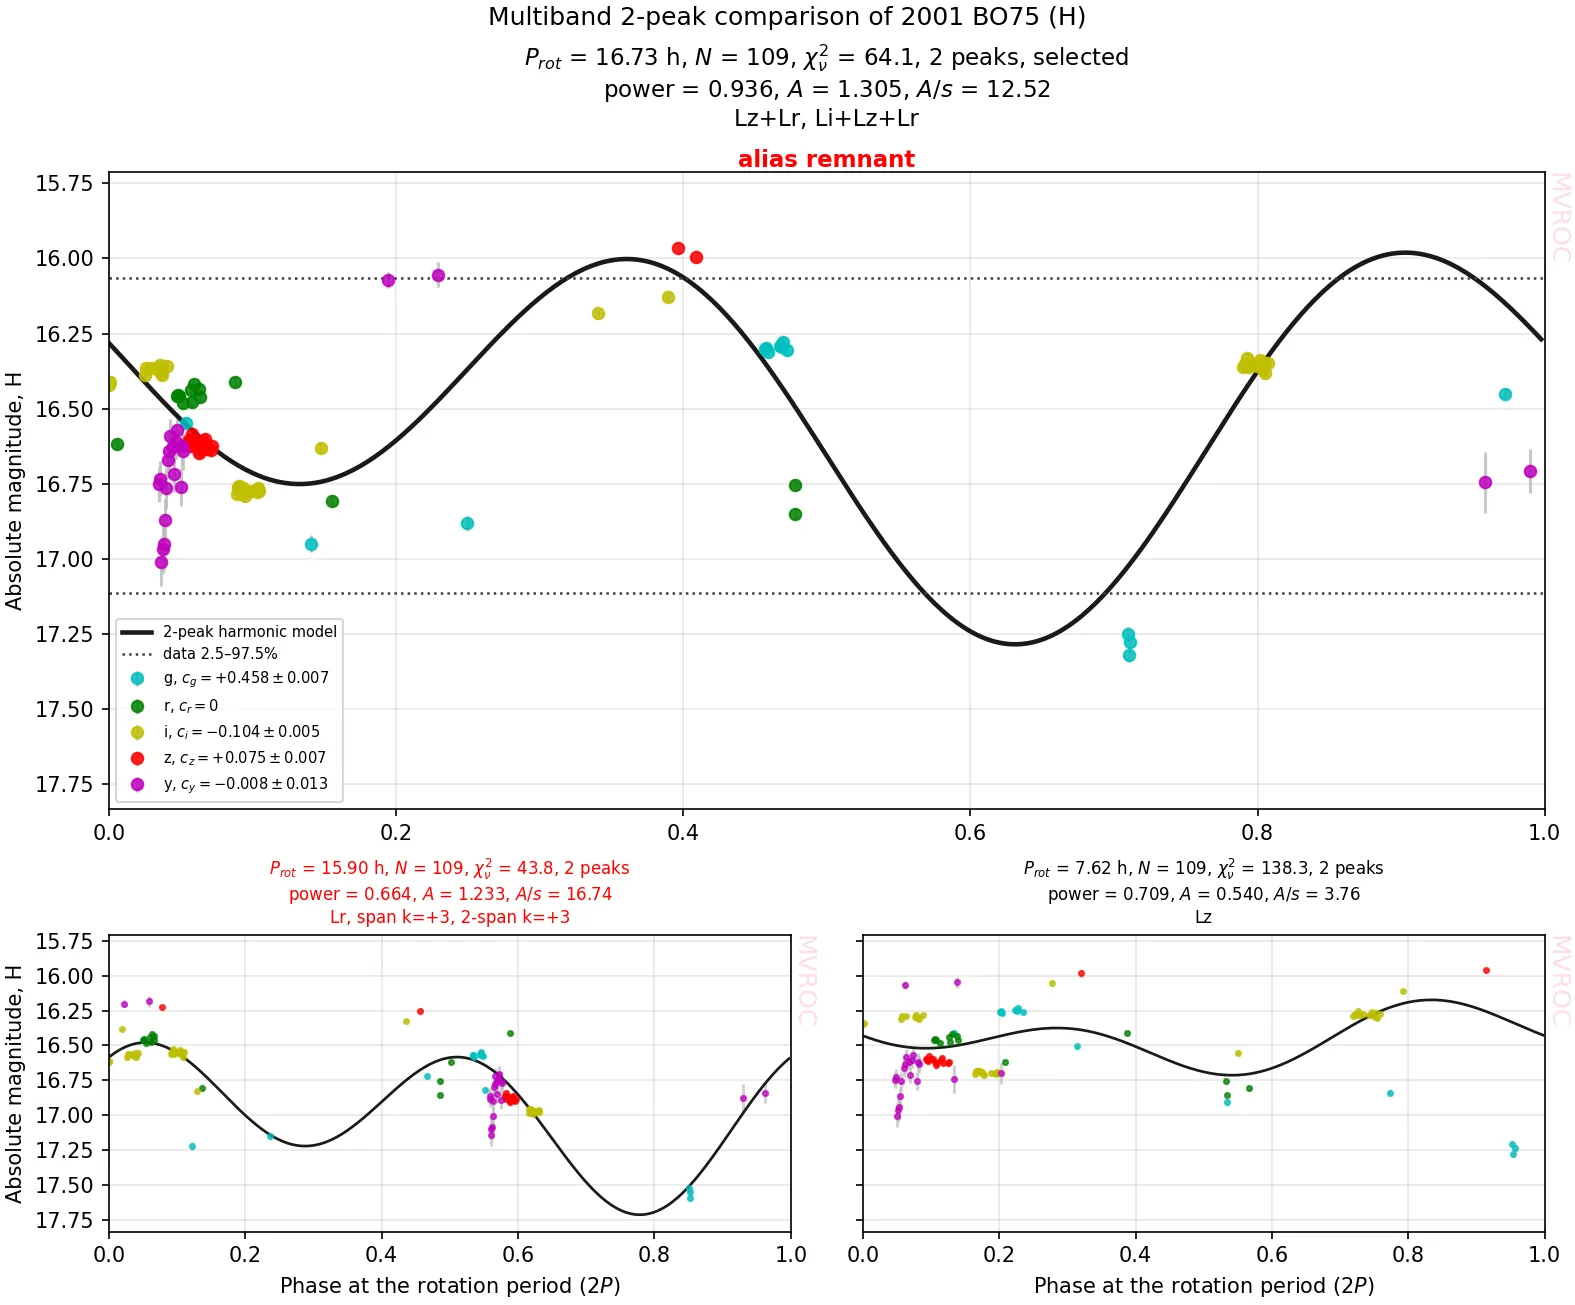 Multiband 2-peak comparison of 2001 BO75 (H)
P_rot = 16.73 h, N = 109, χ²_ν = 64.1, 2 peaks, selected
power = 0.936, A = 1.305, A/s = 12.52
Lz+Lr, Li+Lz+Lr
alias remnant
MVROC
Absolute magnitude, H
15.75
16.00
16.25
16.50
16.75
17.00
17.25
17.50
17.75
2-peak harmonic model
data 2.5–97.5%
g, c_g = +0.458 ± 0.007
r, c_r = 0
i, c_i = −0.104 ± 0.005
z, c_z = +0.075 ± 0.007
y, c_y = −0.008 ± 0.013
0.0 0.2 0.4 0.6 0.8 1.0
P_rot = 15.90 h, N = 109, χ²_ν = 43.8, 2 peaks
power = 0.664, A = 1.233, A/s = 16.74
Lr, span k=+3, 2-span k=+3
MVROC
Absolute magnitude, H
15.75
16.00
16.25
16.50
16.75
17.00
17.25
17.50
17.75
0.0 0.2 0.4 0.6 0.8 1.0
Phase at the rotation period (2P)
P_rot = 7.62 h, N = 109, χ²_ν = 138.3, 2 peaks
power = 0.709, A = 0.540, A/s = 3.76
Lz
MVROC
0.0 0.2 0.4 0.6 0.8 1.0
Phase at the rotation period (2P)